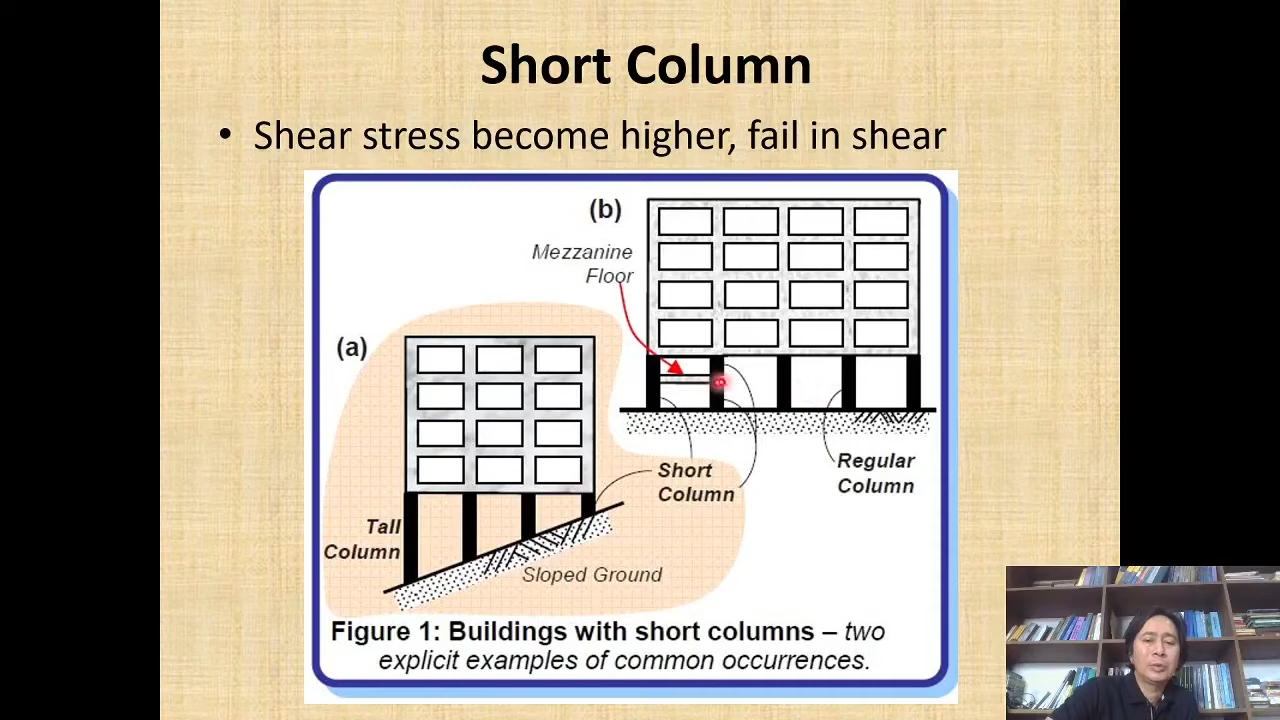 Short Column
• Shear stress become higher, fail in shear
(b)
Mezzanine
Floor
(a)
Short
Column
Regular
Column
Tall
Column
Sloped Ground
Figure 1: Buildings with short columns – two
explicit examples of common occurrences.